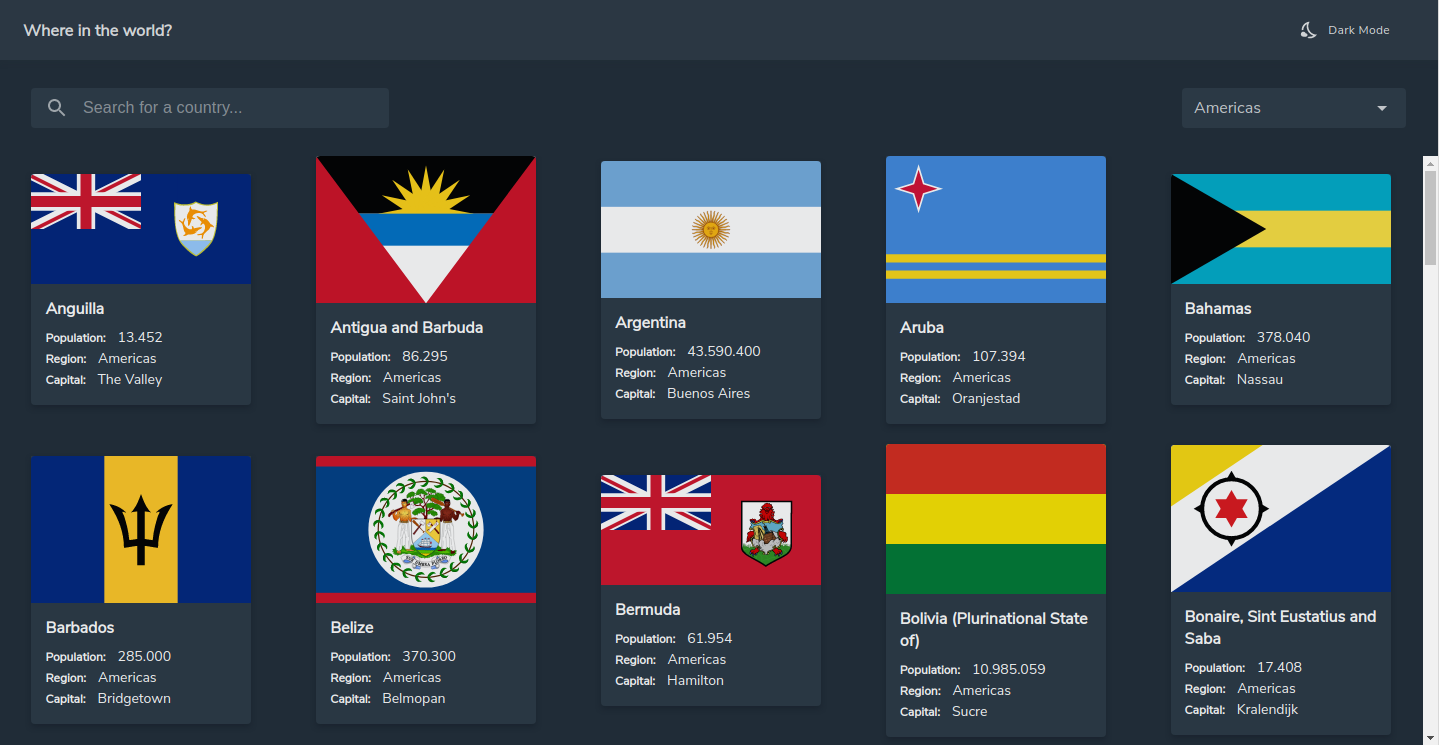 Where in the world?
Dark Mode
Search for a country...
Americas
Anguilla
Population: 13.452
Region: Americas
Capital: The Valley
Antigua and Barbuda
Population: 86.295
Region: Americas
Capital: Saint John's
Argentina
Population: 43.590.400
Region: Americas
Capital: Buenos Aires
Aruba
Population: 107.394
Region: Americas
Capital: Oranjestad
Bahamas
Population: 378.040
Region: Americas
Capital: Nassau
Barbados
Population: 285.000
Region: Americas
Capital: Bridgetown
Belize
Population: 370.300
Region: Americas
Capital: Belmopan
Bermuda
Population: 61.954
Region: Americas
Capital: Hamilton
Bolivia (Plurinational State
of)
Population: 10.985.059
Region: Americas
Capital: Sucre
Bonaire, Sint Eustatius and
Saba
Population: 17.408
Region: Americas
Capital: Kralendijk